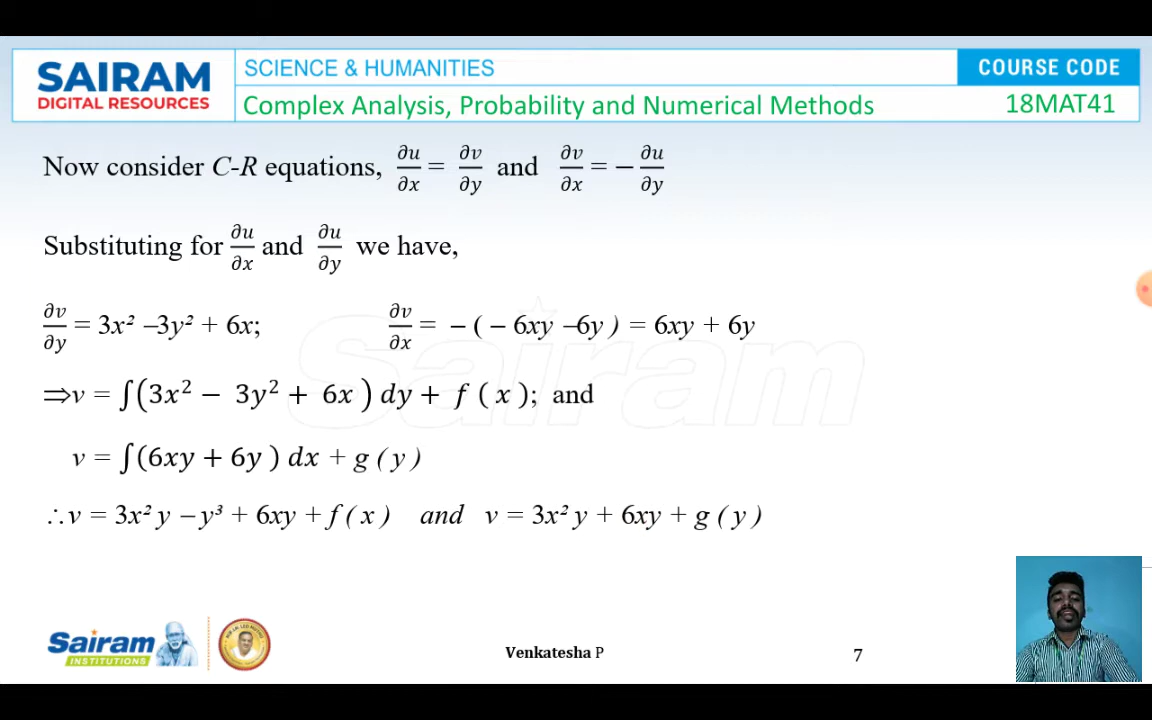 SAIRAM
DIGITAL RESOURCES
SCIENCE & HUMANITIES
COURSE CODE
Complex Analysis, Probability and Numerical Methods
18MAT41
Now consider C-R equations, ∂u/∂x = ∂v/∂y and ∂v/∂x = − ∂u/∂y
Substituting for ∂u/∂x and ∂u/∂y we have,
∂v/∂y = 3x² –3y² + 6x; ∂v/∂x = − ( − 6xy –6y ) = 6xy + 6y
⇒v = ∫(3x² − 3y² + 6x ) dy + f ( x ); and
v = ∫(6xy + 6y ) dx + g ( y )
∴v = 3x² y – y³ + 6xy + f ( x ) and v = 3x² y + 6xy + g ( y )
Sairam
Sairam
INSTITUTIONS
Venkatesha P
7